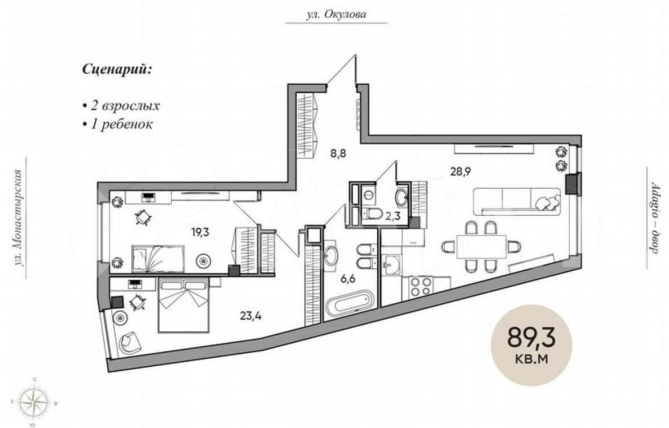 ул. Окулова
Сценарий:
• 2 взрослых
• 1 ребенок
ул. Монастырская
Adagio – двор
8,8
28,9
2,3
19,3
6,6
23,4
89,3
КВ.М
С
З
В
Ю